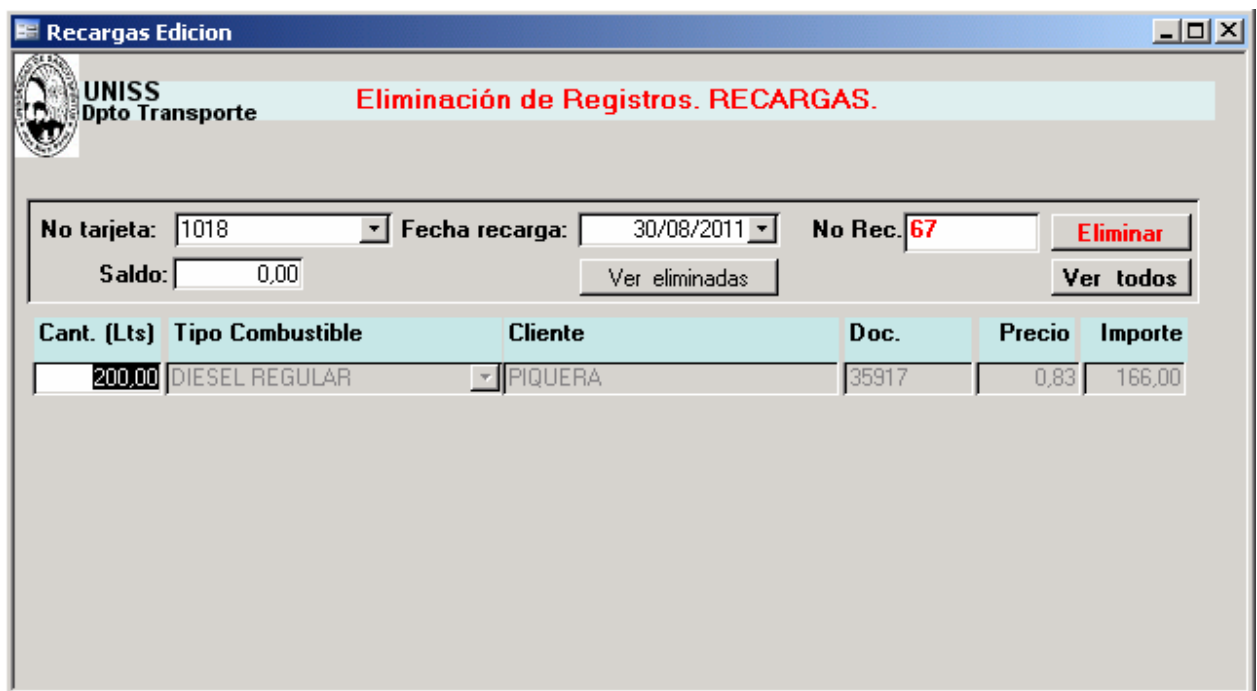 Recargas Edicion
UNISS
Dpto Transporte
Eliminación de Registros. RECARGAS.
No tarjeta: 1018 Fecha recarga: 30/08/2011 No Rec. 67 Eliminar
Saldo: 0,00 Ver eliminadas Ver todos
Cant. (Lts) Tipo Combustible Cliente Doc. Precio Importe
200,00 DIESEL REGULAR PIQUERA 35917 0,83 166,00